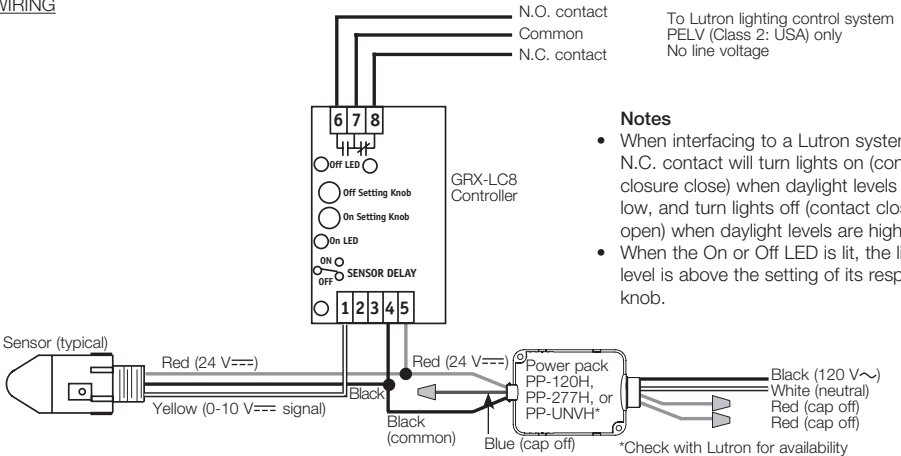 WIRING
N.O. contact
Common
N.C. contact
To Lutron lighting control system
PELV (Class 2: USA) only
No line voltage
6 7 8
Off LED
Off Setting Knob
On Setting Knob
On LED
ON
OFF
SENSOR DELAY
1 2 3 4 5
GRX-LC8
Controller
Notes
• When interfacing to a Lutron system
N.C. contact will turn lights on (con
closure close) when daylight levels
low, and turn lights off (contact clos
open) when daylight levels are high
• When the On or Off LED is lit, the li
level is above the setting of its resp
knob.
Sensor (typical)
Red (24 V⎓)
Red (24 V⎓)
Black
Yellow (0-10 V⎓ signal)
Black
(common)
Blue (cap off)
Power pack
PP-120H,
PP-277H, or
PP-UNVH*
Black (120 V~)
White (neutral)
Red (cap off)
Red (cap off)
*Check with Lutron for availability